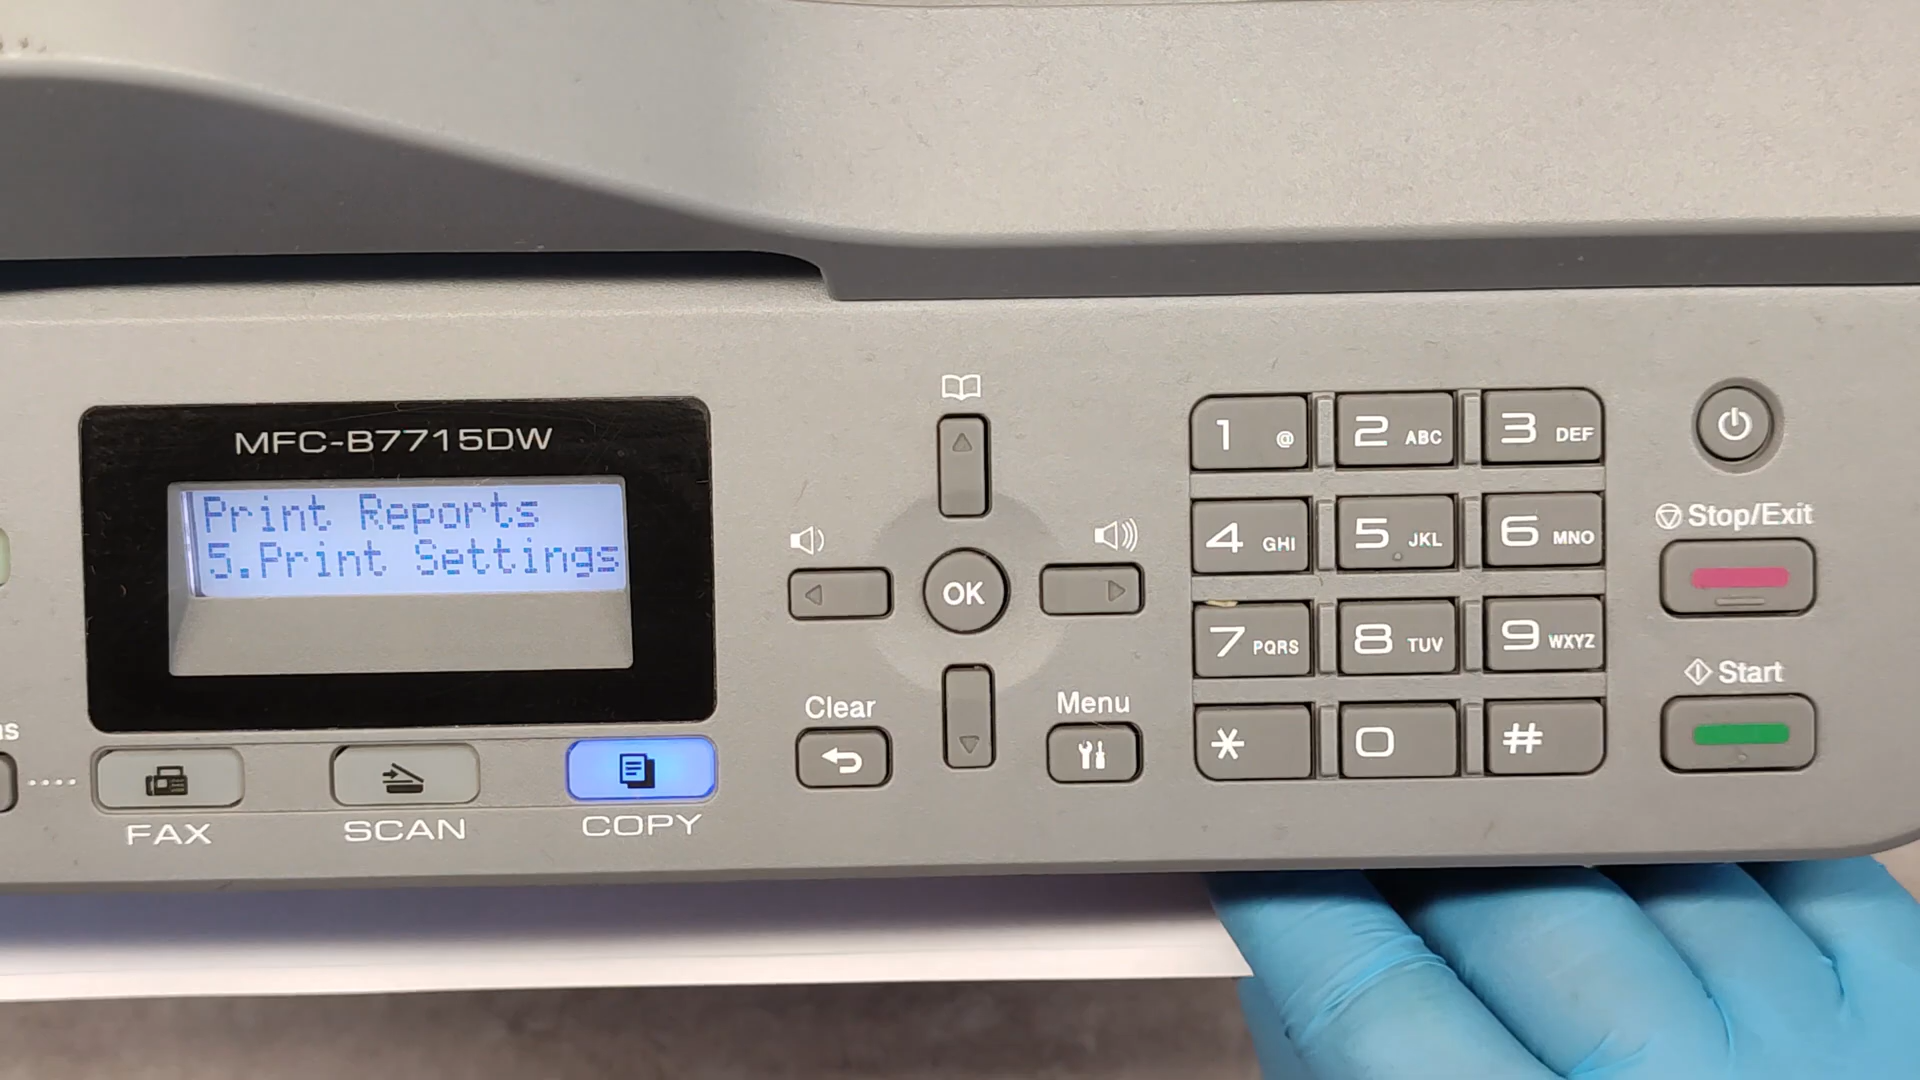 MFC-B7715DW
Print Reports
5.Print Settings
FAX
SCAN
COPY
OK
Clear
Menu
1 @
2 ABC
3 DEF
4 GHI
5 JKL
6 MNO
7 PQRS
8 TUV
9 WXYZ
*
0
#
Stop/Exit
Start